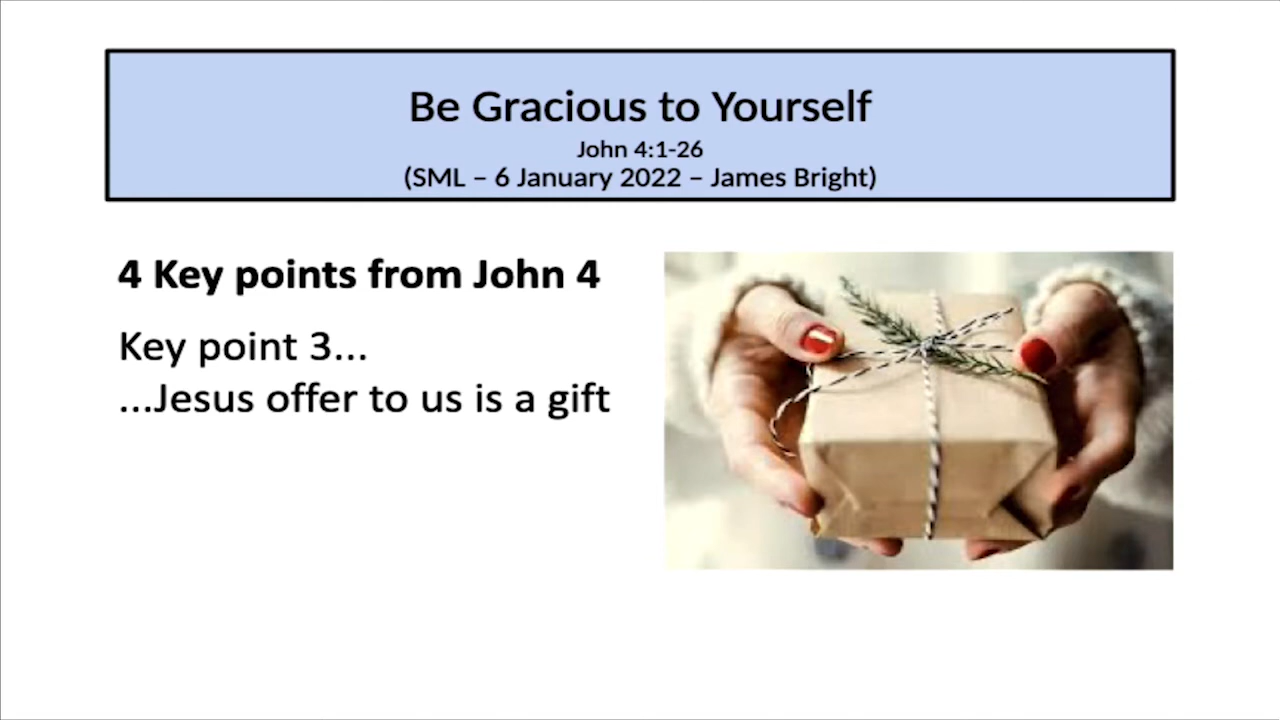 Be Gracious to Yourself
John 4:1-26
(SML – 6 January 2022 – James Bright)
4 Key points from John 4
Key point 3...
...Jesus offer to us is a gift